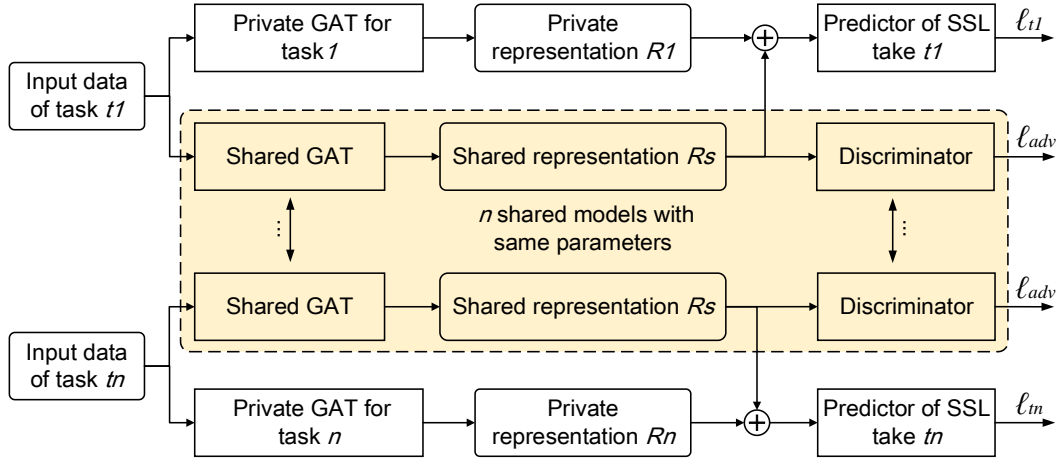 Private GAT for
task1
Private
representation R1
+
Predictor of SSL
take t1
ℓt1
Input data
of task t1
Shared GAT
Shared representation Rs
Discriminator
ℓadv
...
n shared models with
same parameters
...
Shared GAT
Shared representation Rs
Discriminator
ℓadv
Input data
of task tn
Private GAT for
task n
Private
representation Rn
+
Predictor of SSL
take tn
ℓtn